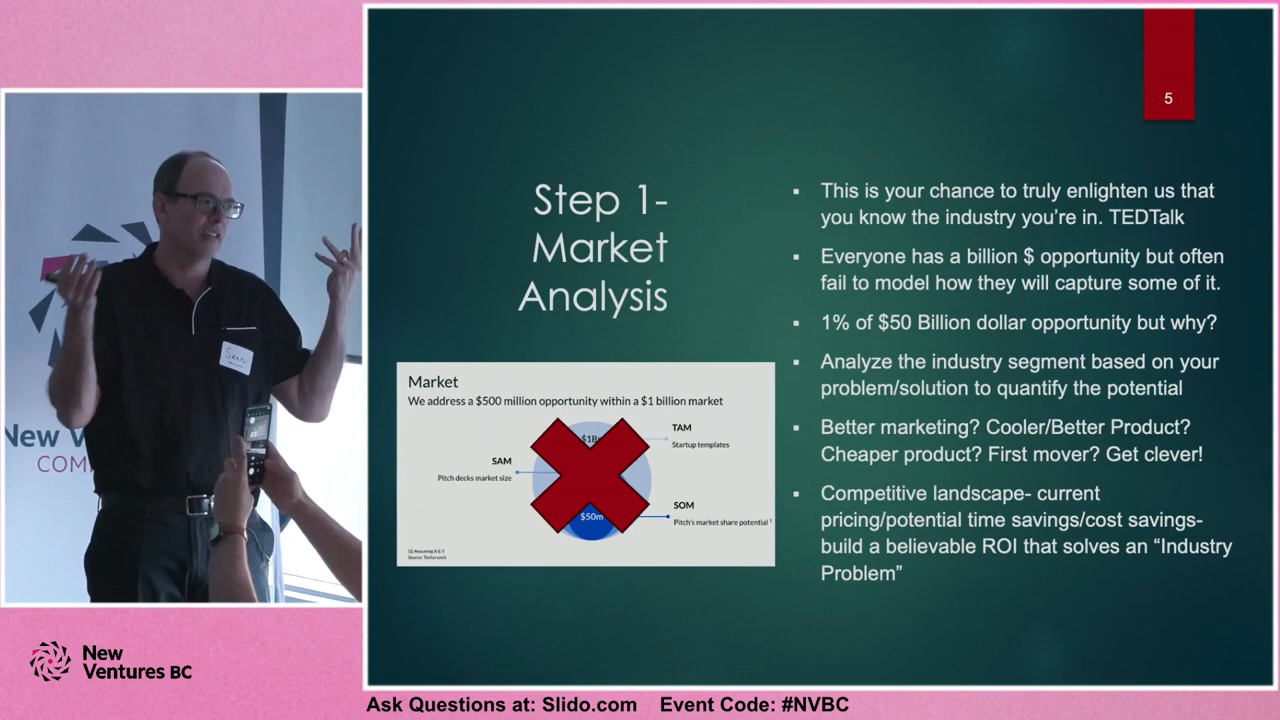 5
Step 1-
Market
Analysis
Market
We address a $500 million opportunity within a $1 billion market
TAM
Startup templates
SAM
Pitch decks market size
SOM
Pitch's market share potential ¹
$50m
Source: Techcrunch
▪ This is your chance to truly enlighten us that
you know the industry you're in. TEDTalk
▪ Everyone has a billion $ opportunity but often
fail to model how they will capture some of it.
▪ 1% of $50 Billion dollar opportunity but why?
▪ Analyze the industry segment based on your
problem/solution to quantify the potential
▪ Better marketing? Cooler/Better Product?
Cheaper product? First mover? Get clever!
▪ Competitive landscape- current
pricing/potential time savings/cost savings-
build a believable ROI that solves an “Industry
Problem”
Sean
New V
COM
New
Ventures BC
Ask Questions at: Slido.com Event Code: #NVBC